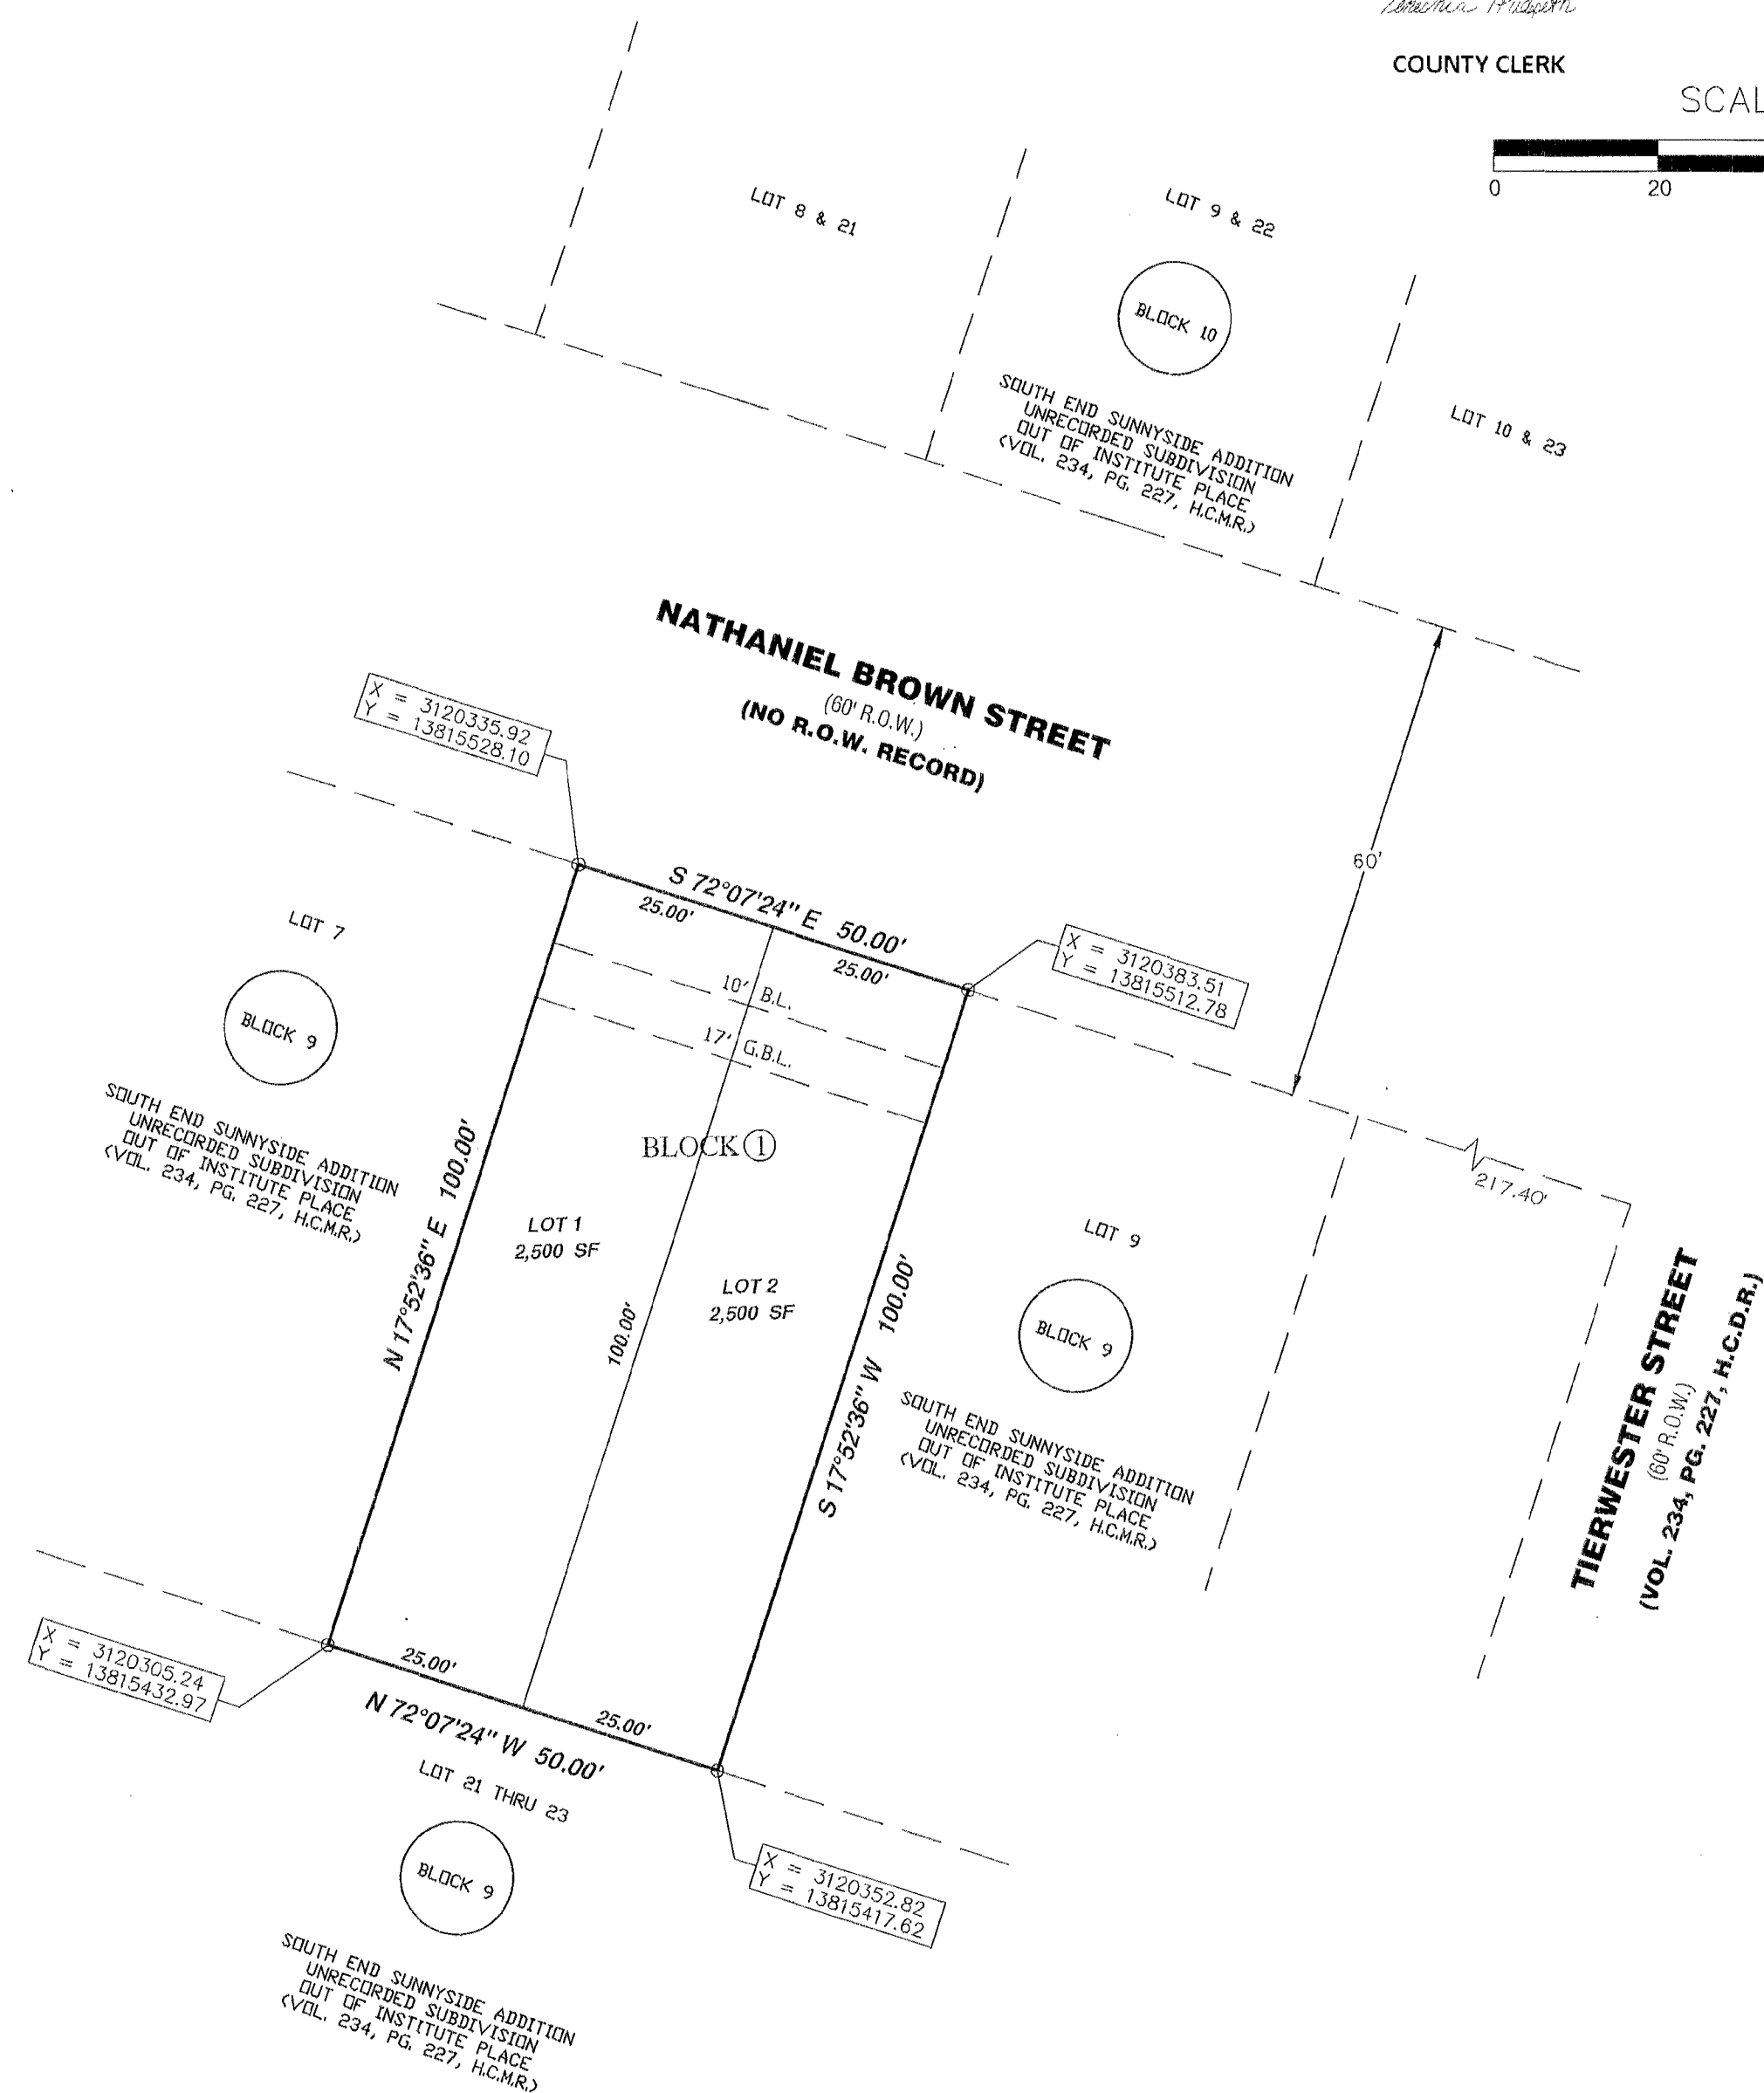 COUNTY CLERK
0 20
LOT 8 & 21
LOT 9 & 22
BLOCK 10
SOUTH END SUNNYSIDE ADDITION
UNRECORDED SUBDIVISION
OUT OF INSTITUTE PLACE
(VOL. 234, PG. 227, H.C.M.R.)
LOT 10 & 23
NATHANIEL BROWN STREET
(60' R.O.W.)
(NO R.O.W. RECORD)
X = 3120335.92
Y = 13815528.10
60'
S 72°07'24" E 50.00'
25.00'
25.00'
X = 3120383.51
Y = 13815512.78
LOT 7
BLOCK 9
SOUTH END SUNNYSIDE ADDITION
UNRECORDED SUBDIVISION
OUT OF INSTITUTE PLACE
(VOL. 234, PG. 227, H.C.M.R.)
10' B.L.
17' G.B.L.
BLOCK 1
N 17°52'36" E 100.00'
LOT 1
2,500 SF
100.00'
LOT 2
2,500 SF
S 17°52'36" W 100.00'
217.40'
LOT 9
BLOCK 9
SOUTH END SUNNYSIDE ADDITION
UNRECORDED SUBDIVISION
OUT OF INSTITUTE PLACE
(VOL. 234, PG. 227, H.C.M.R.)
TIERWESTER STREET
(60' R.O.W.)
(VOL. 234, PG. 227, H.C.D.R.)
X = 3120305.24
Y = 13815432.97
25.00'
25.00'
N 72°07'24" W 50.00'
LOT 21 THRU 23
BLOCK 9
SOUTH END SUNNYSIDE ADDITION
UNRECORDED SUBDIVISION
OUT OF INSTITUTE PLACE
(VOL. 234, PG. 227, H.C.M.R.)
X = 3120352.82
Y = 13815417.62